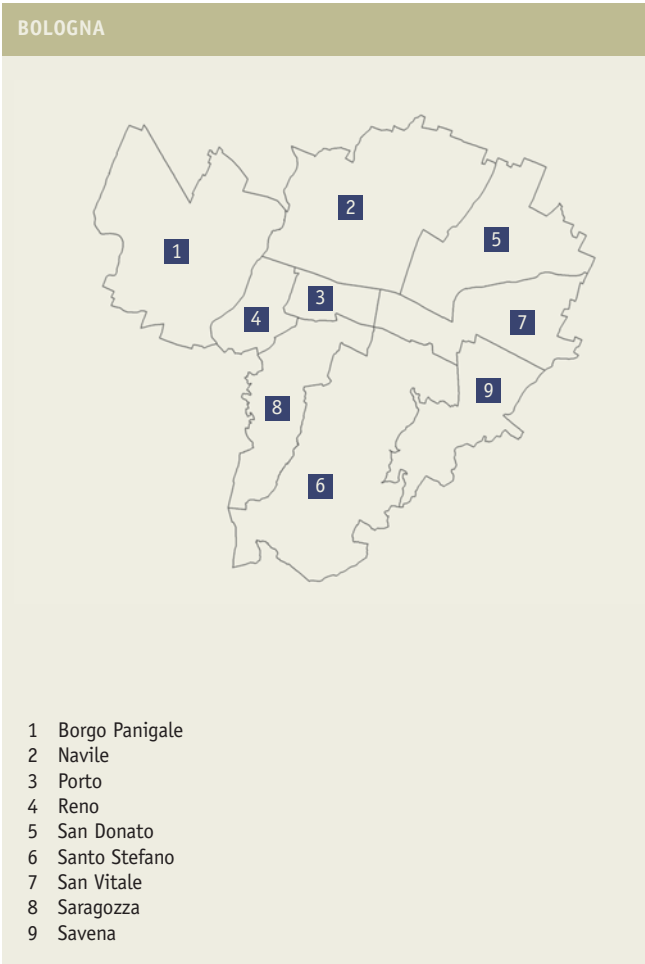 BOLOGNA
2
5
1
3
4
7
9
8
6
1 Borgo Panigale
2 Navile
3 Porto
4 Reno
5 San Donato
6 Santo Stefano
7 San Vitale
8 Saragozza
9 Savena